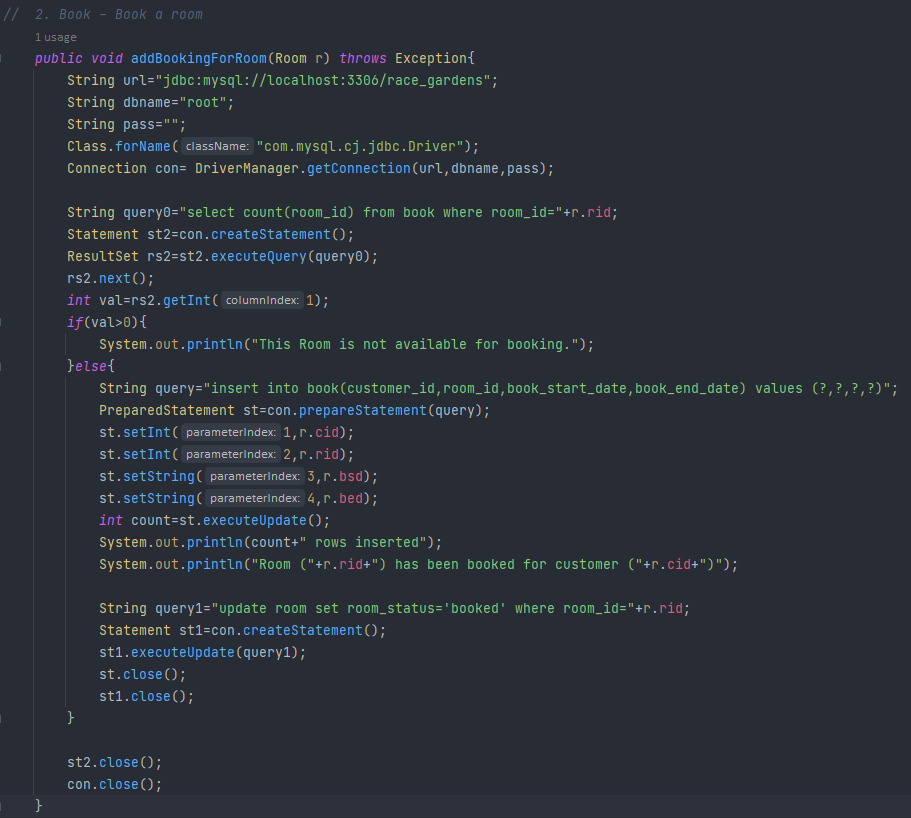 //  2. Book - Book a room
1 usage
public void addBookingForRoom(Room r) throws Exception{
    String url="jdbc:mysql://localhost:3306/race_gardens";
    String dbname="root";
    String pass="";
    Class.forName( className: "com.mysql.cj.jdbc.Driver");
    Connection con= DriverManager.getConnection(url,dbname,pass);

    String query0="select count(room_id) from book where room_id="+r.rid;
    Statement st2=con.createStatement();
    ResultSet rs2=st2.executeQuery(query0);
    rs2.next();
    int val=rs2.getInt( columnIndex: 1);
    if(val>0){
        System.out.println("This Room is not available for booking.");
    }else{
        String query="insert into book(customer_id,room_id,book_start_date,book_end_date) values (?,?,?,?)";
        PreparedStatement st=con.prepareStatement(query);
        st.setInt( parameterIndex: 1,r.cid);
        st.setInt( parameterIndex: 2,r.rid);
        st.setString( parameterIndex: 3,r.bsd);
        st.setString( parameterIndex: 4,r.bed);
        int count=st.executeUpdate();
        System.out.println(count+" rows inserted");
        System.out.println("Room ("+r.rid+") has been booked for customer ("+r.cid+")");

        String query1="update room set room_status='booked' where room_id="+r.rid;
        Statement st1=con.createStatement();
        st1.executeUpdate(query1);
        st.close();
        st1.close();
    }

    st2.close();
    con.close();
}